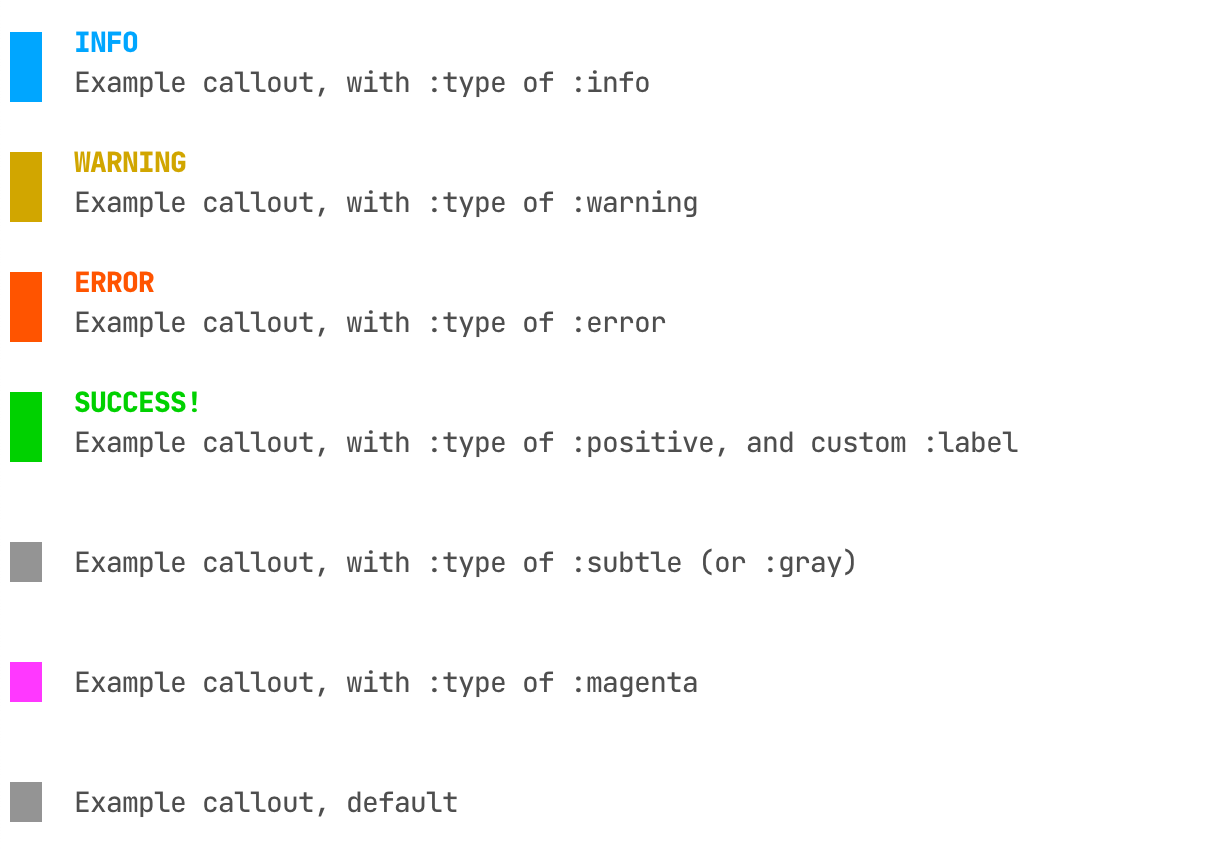 INFO
Example callout, with :type of :info
WARNING
Example callout, with :type of :warning
ERROR
Example callout, with :type of :error
SUCCESS!
Example callout, with :type of :positive, and custom :label
Example callout, with :type of :subtle (or :gray)
Example callout, with :type of :magenta
Example callout, default